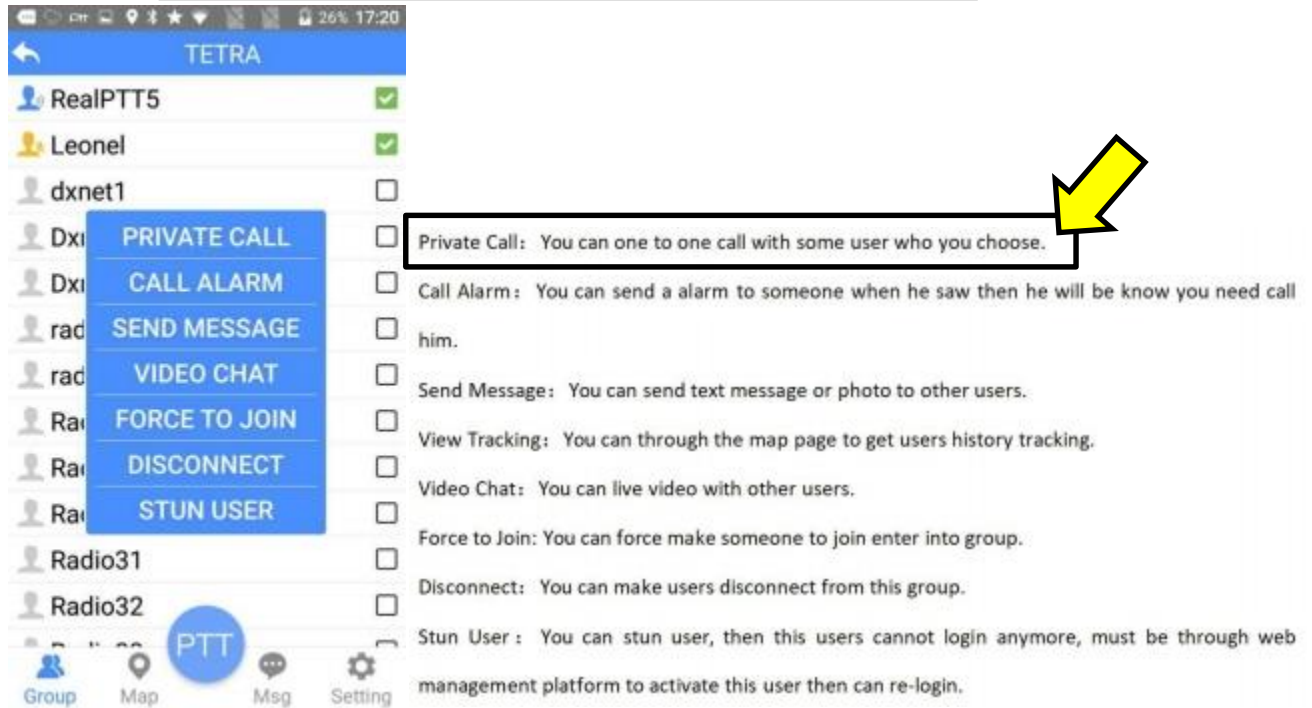 26% 17:20
TETRA
RealPTT5
Leonel
dxnet1
Dx
PRIVATE CALL
Dx
CALL ALARM
rad
SEND MESSAGE
rad
VIDEO CHAT
Ra
FORCE TO JOIN
Ra
DISCONNECT
Ra
STUN USER
Radio31
Radio32
PTT
Group
Map
Msg
Setting
Private Call: You can one to one call with some user who you choose.
Call Alarm: You can send a alarm to someone when he saw then he will be know you need call
him.
Send Message: You can send text message or photo to other users.
View Tracking: You can through the map page to get users history tracking.
Video Chat: You can live video with other users.
Force to Join: You can force make someone to join enter into group.
Disconnect: You can make users disconnect from this group.
Stun User : You can stun user, then this users cannot login anymore, must be through web
management platform to activate this user then can re-login.